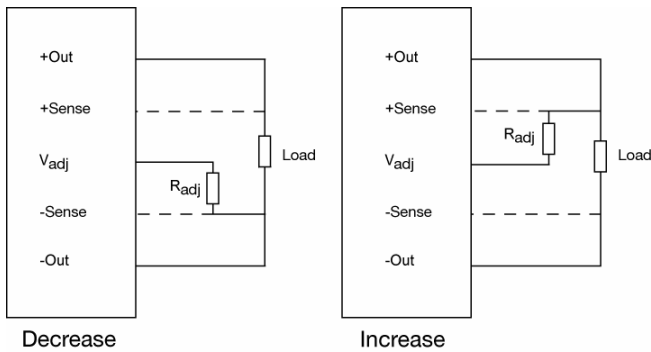 +Out
+Sense
Vadj
Radj
Load
-Sense
-Out
Decrease
+Out
+Sense
Radj
Vadj
Load
-Sense
-Out
Increase